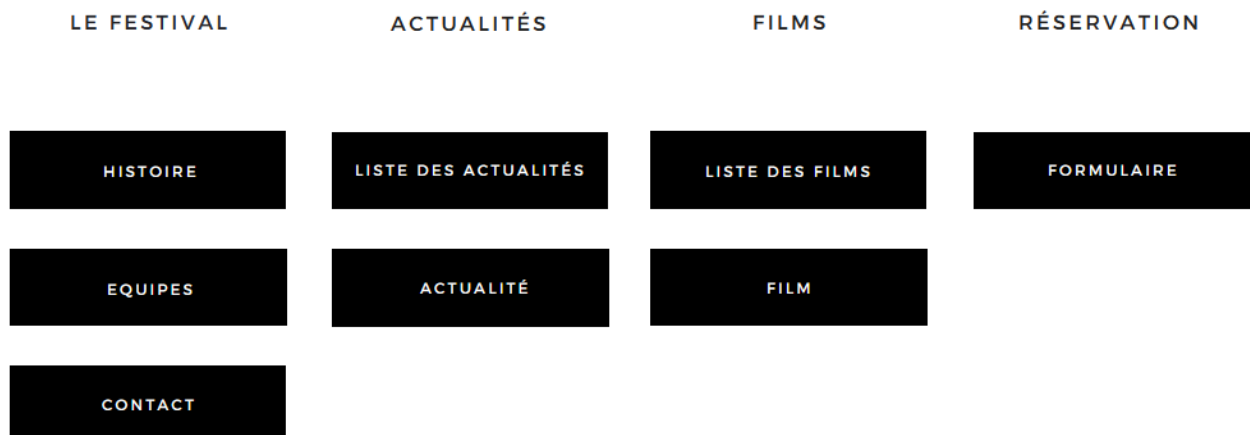 LE FESTIVAL
ACTUALITÉS
FILMS
RÉSERVATION
HISTOIRE
LISTE DES ACTUALITÉS
LISTE DES FILMS
FORMULAIRE
EQUIPES
ACTUALITÉ
FILM
CONTACT